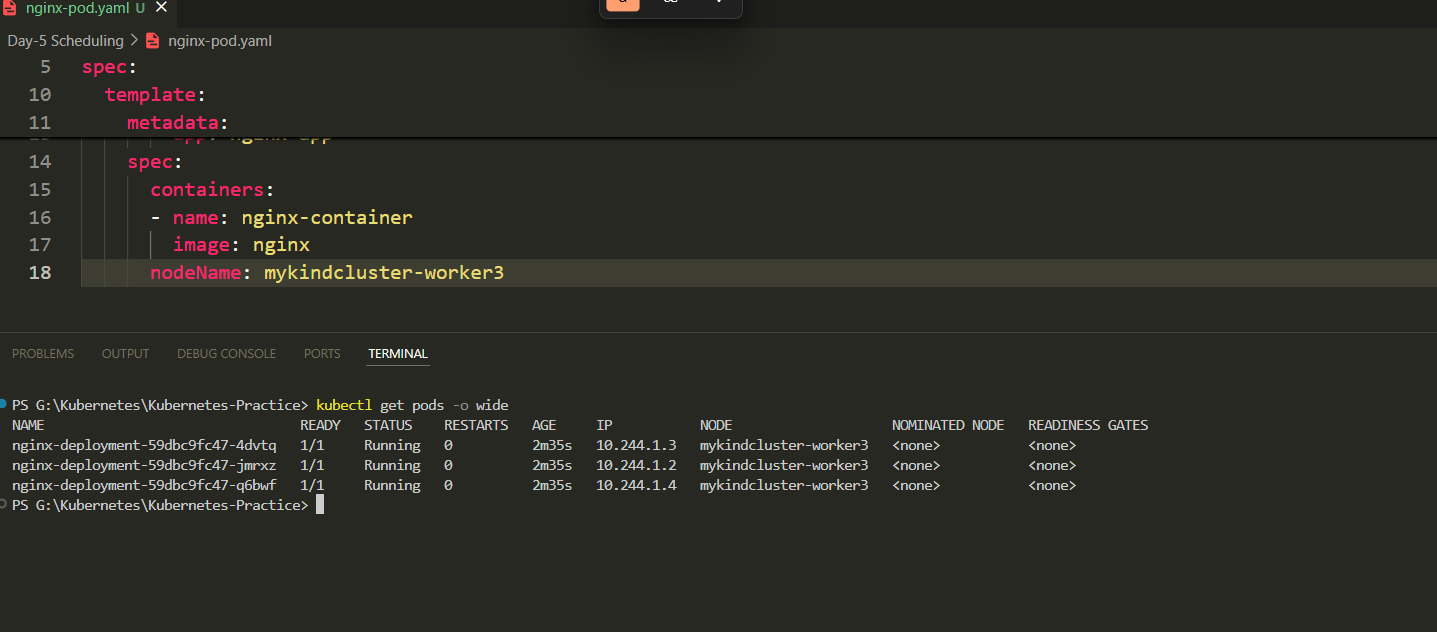 nginx-pod.yaml U ×
Day-5 Scheduling > nginx-pod.yaml
5 spec:
10 template:
11 metadata:
14 spec:
15 containers:
16 - name: nginx-container
17 image: nginx
18 nodeName: mykindcluster-worker3
PROBLEMS OUTPUT DEBUG CONSOLE PORTS TERMINAL
PS G:\Kubernetes\Kubernetes-Practice> kubectl get pods -o wide
NAME READY STATUS RESTARTS AGE IP NODE NOMINATED NODE READINESS GATES
nginx-deployment-59dbc9fc47-4dvtq 1/1 Running 0 2m35s 10.244.1.3 mykindcluster-worker3 <none> <none>
nginx-deployment-59dbc9fc47-jmrxz 1/1 Running 0 2m35s 10.244.1.2 mykindcluster-worker3 <none> <none>
nginx-deployment-59dbc9fc47-q6bwf 1/1 Running 0 2m35s 10.244.1.4 mykindcluster-worker3 <none> <none>
PS G:\Kubernetes\Kubernetes-Practice>